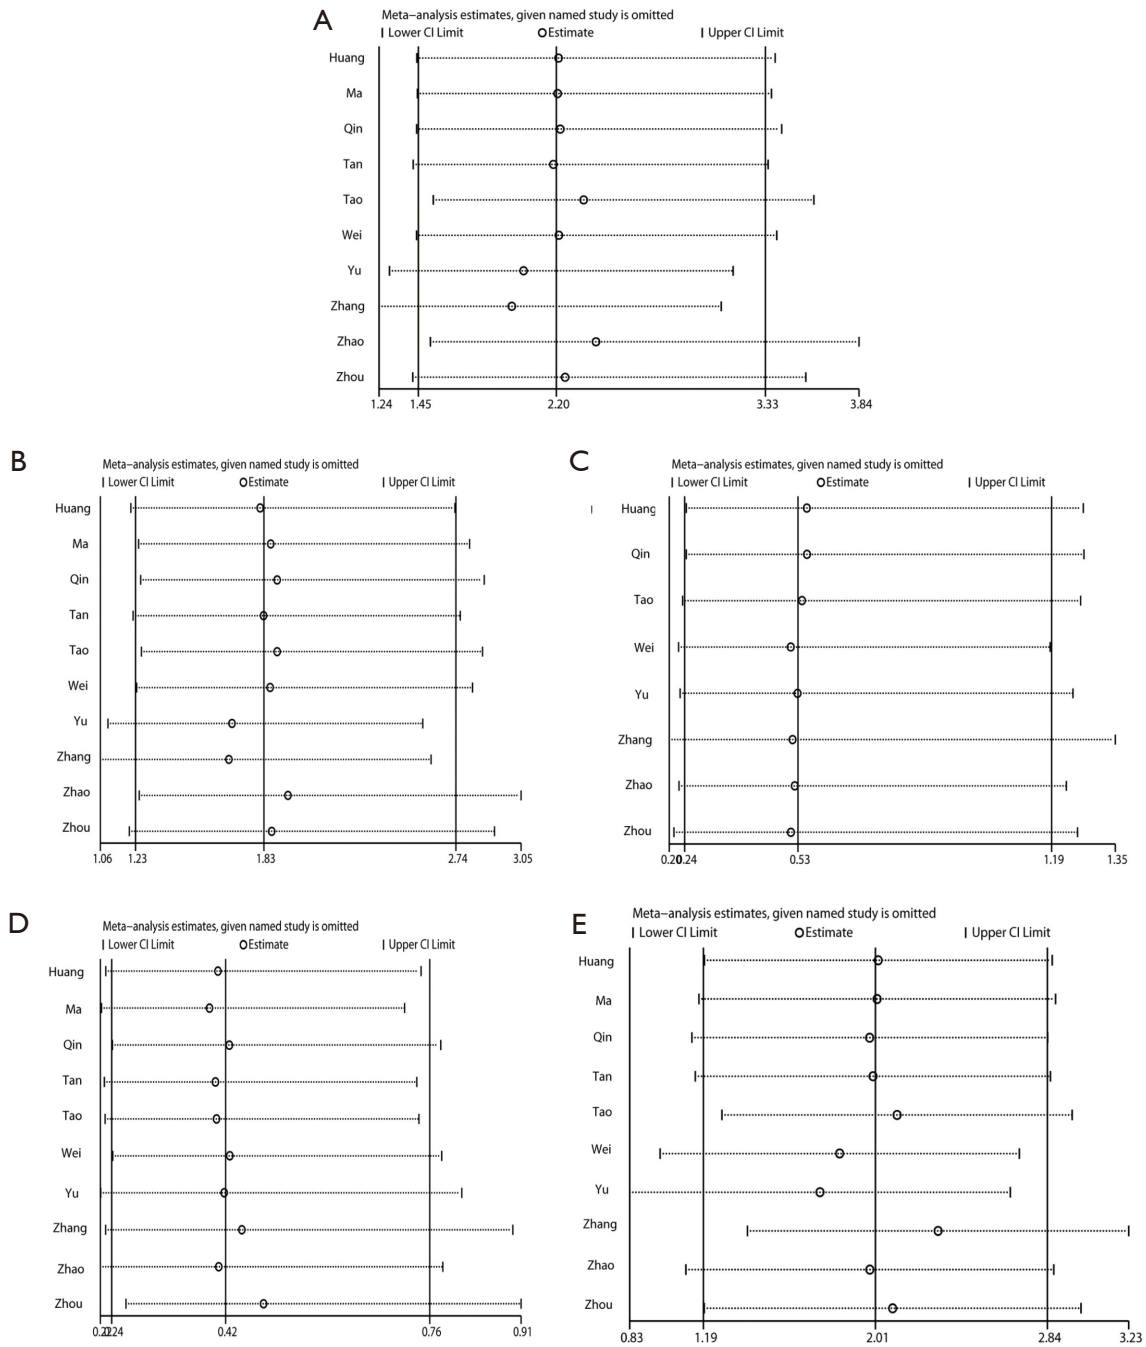 A
Meta−analysis estimates, given named study is omitted
Lower CI Limit Estimate Upper CI Limit
Huang
Ma
Qin
Tan
Tao
Wei
Yu
Zhang
Zhao
Zhou
1.24 1.45 2.20 3.33 3.84
B
Meta−analysis estimates, given named study is omitted
Lower CI Limit Estimate Upper CI Limit
Huang
Ma
Qin
Tan
Tao
Wei
Yu
Zhang
Zhao
Zhou
1.06 1.23 1.83 2.74 3.05
C
Meta−analysis estimates, given named study is omitted
Lower CI Limit Estimate Upper CI Limit
Huang
Qin
Tao
Wei
Yu
Zhang
Zhao
Zhou
0.20 0.24 0.53 1.19 1.35
D
Meta−analysis estimates, given named study is omitted
Lower CI Limit Estimate Upper CI Limit
Huang
Ma
Qin
Tan
Tao
Wei
Yu
Zhang
Zhao
Zhou
0.24 0.42 0.76 0.91
E
Meta−analysis estimates, given named study is omitted
Lower CI Limit Estimate Upper CI Limit
Huang
Ma
Qin
Tan
Tao
Wei
Yu
Zhang
Zhao
Zhou
0.83 1.19 2.01 2.84 3.23